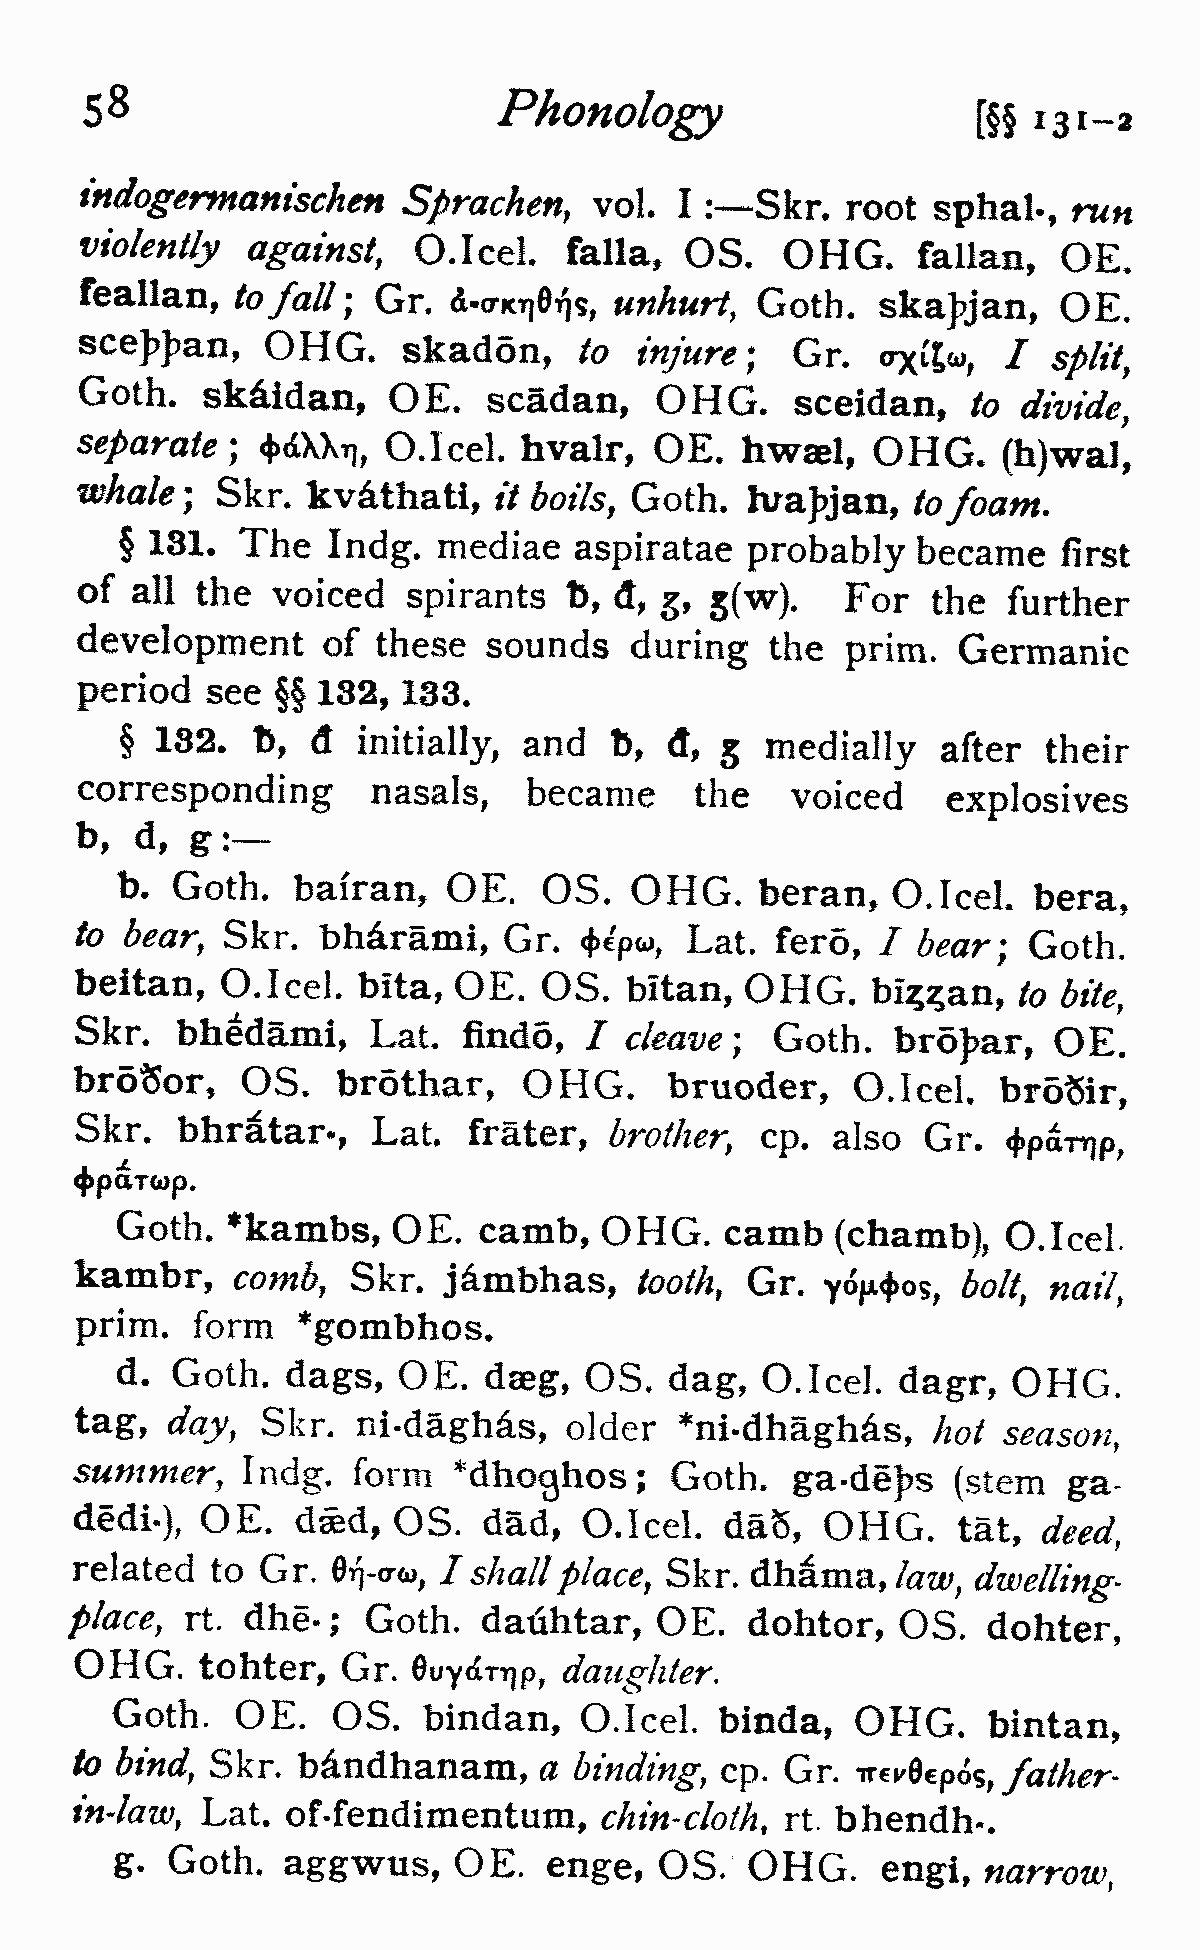 58 Phonology [§§ 131–2
indogermanischen Sprachen, vol. I :—Skr. root sphal-, run
violently against, O.Icel. falla, OS. OHG. fallan, OE.
feallan, to fall ; Gr. ἀ-σκηθής, unhurt, Goth. skaþjan, OE.
sceþþan, OHG. skadōn, to injure ; Gr. σχίζω, I split,
Goth. skáidan, OE. scādan, OHG. sceidan, to divide,
separate ; φάλλη, O.Icel. hvalr, OE. hwæl, OHG. (h)wal,
whale ; Skr. kváthati, it boils, Goth. ƕaþjan, to foam.
§ 131. The Indg. mediae aspiratae probably became first
of all the voiced spirants ƀ, đ, ʒ, ʒ(w). For the further
development of these sounds during the prim. Germanic
period see §§ 132, 133.
§ 132. ƀ, đ initially, and ƀ, đ, ʒ medially after their
corresponding nasals, became the voiced explosives
b, d, g :—
b. Goth. baíran, OE. OS. OHG. beran, O.Icel. bera,
to bear, Skr. bhárāmi, Gr. φέρω, Lat. ferō, I bear ; Goth.
beitan, O.Icel. bīta, OE. OS. bītan, OHG. bīʒʒan, to bite,
Skr. bhḗdāmi, Lat. findō, I cleave ; Goth. brōþar, OE.
brōðor, OS. brōthar, OHG. bruoder, O.Icel. brōðir,
Skr. bhrā́tar-, Lat. frāter, brother, cp. also Gr. φρᾱ́τηρ,
φρᾱ́τωρ.
Goth. *kambs, OE. camb, OHG. camb (chamb), O.Icel.
kambr, comb, Skr. jámbhas, tooth, Gr. γόμφος, bolt, nail,
prim. form *gombhos.
d. Goth. dags, OE. dæg, OS. dag, O.Icel. dagr, OHG.
tag, day, Skr. ni-dāghás, older *ni-dhāghás, hot season,
summer, Indg. form *dhoghos ; Goth. ga-dēþs (stem ga-
dēdi-), OE. dǣd, OS. dād, O.Icel. dāð, OHG. tāt, deed,
related to Gr. θή-σω, I shall place, Skr. dhā́ma, law, dwelling-
place, rt. dhē- ; Goth. daúhtar, OE. dohtor, OS. dohter,
OHG. tohter, Gr. θυγάτηρ, daughter.
Goth. OE. OS. bindan, O.Icel. binda, OHG. bintan,
to bind, Skr. bándhanam, a binding, cp. Gr. πενθερός, father-
in-law, Lat. of-fendimentum, chin-cloth, rt. bhendh-.
g. Goth. aggwus, OE. enge, OS. OHG. engi, narrow,